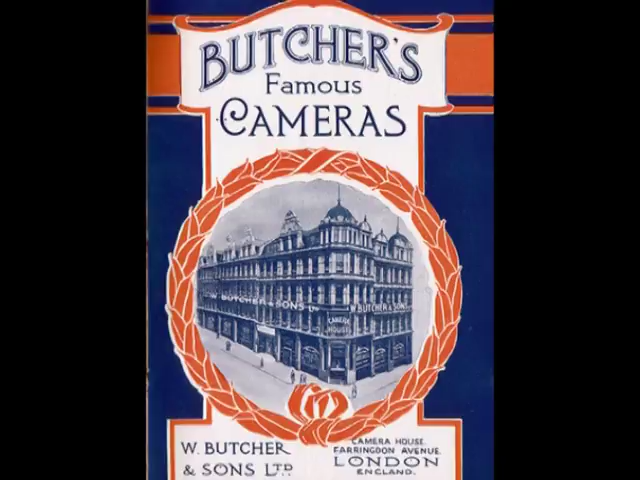 BUTCHER'S
Famous
CAMERAS
W. BUTCHER & SONS LTD
W. BUTCHER & SONS
CAMERA
HOUSE
W. BUTCHER
& SONS LTD
CAMERA HOUSE.
FARRINGDON AVENUE.
LONDON
ENGLAND.